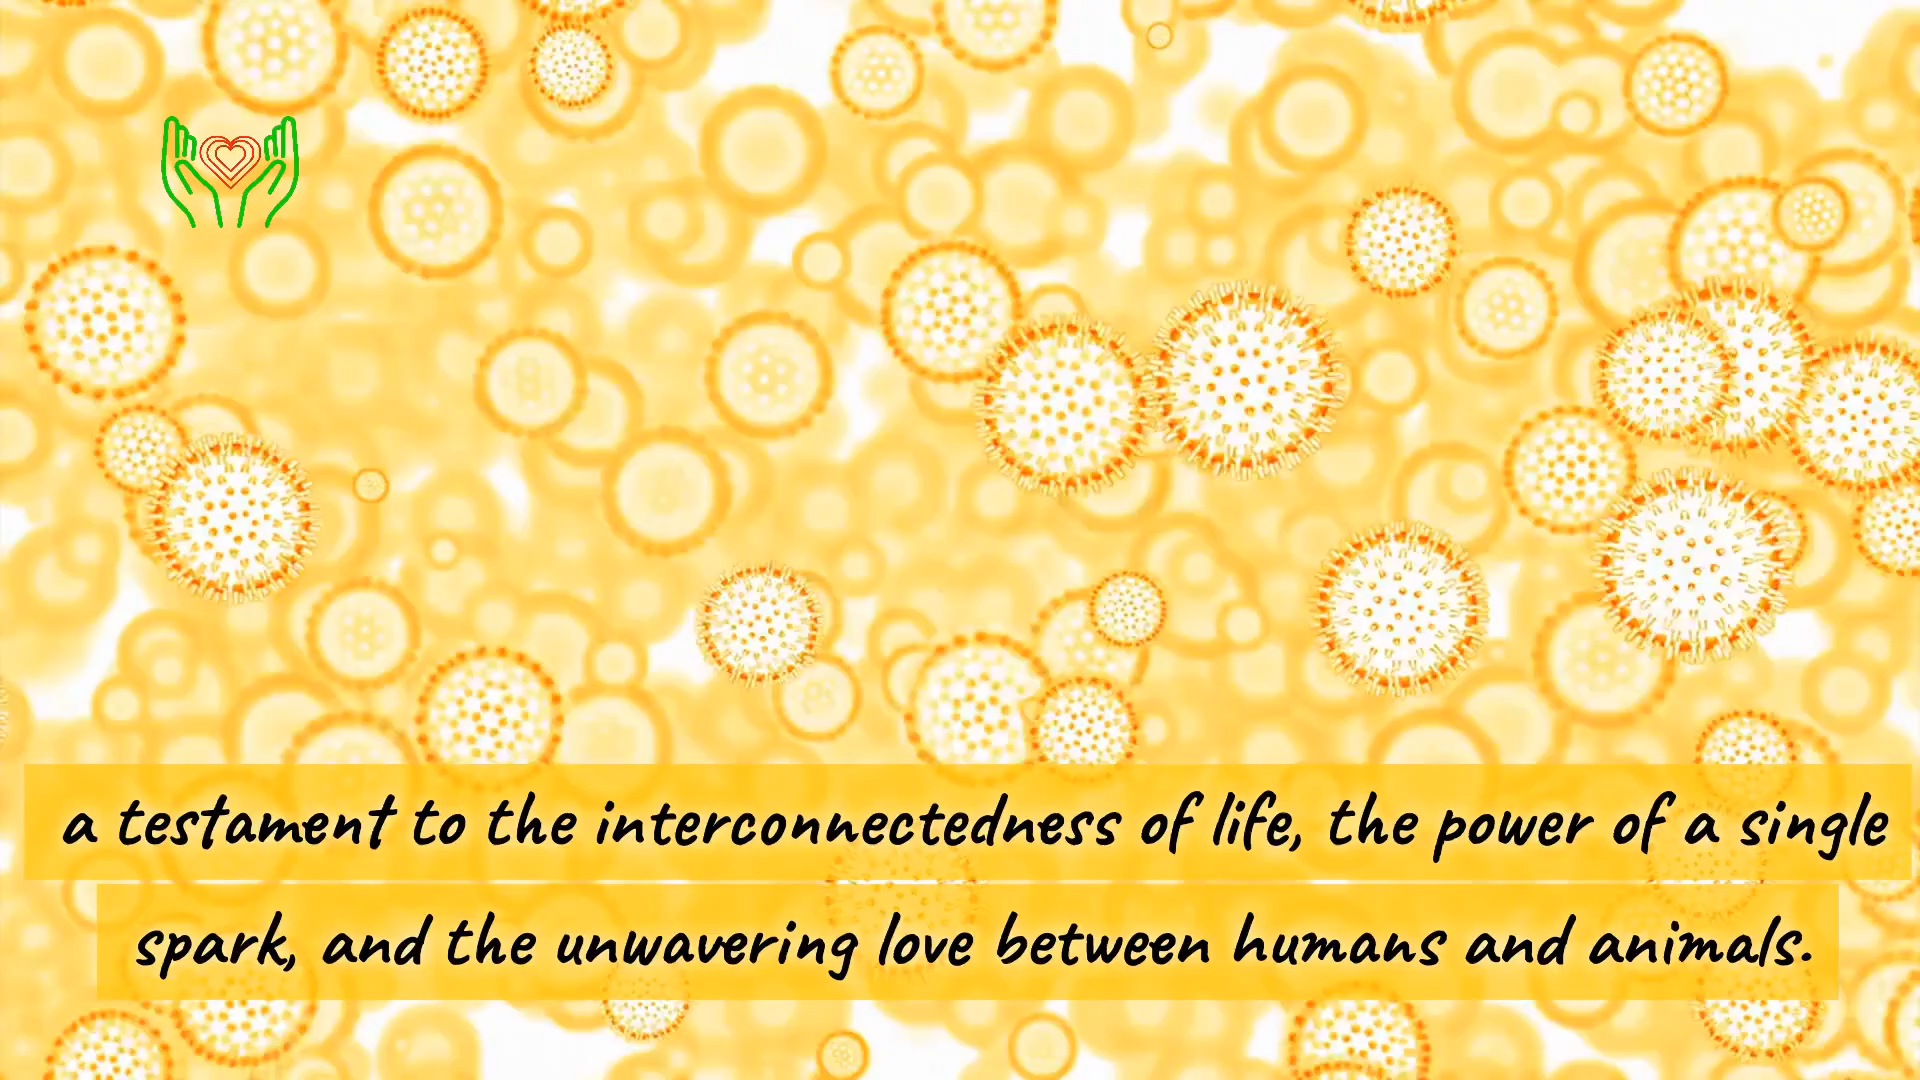 a testament to the interconnectedness of life, the power of a single
spark, and the unwavering love between humans and animals.